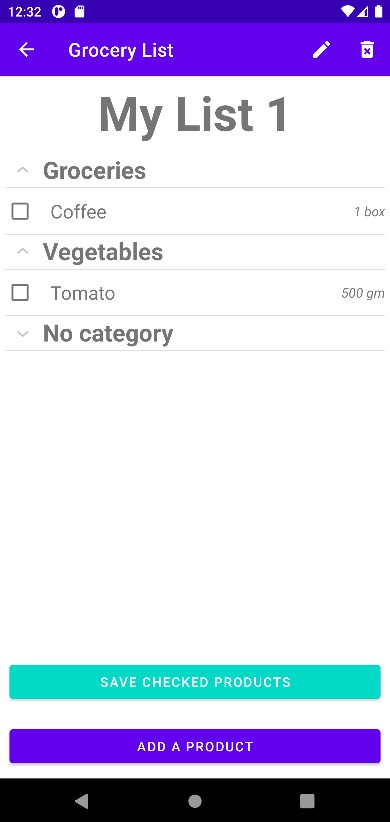 12:32
Grocery List
My List 1
Groceries
Coffee 1 box
Vegetables
Tomato 500 gm
No category
SAVE CHECKED PRODUCTS
ADD A PRODUCT